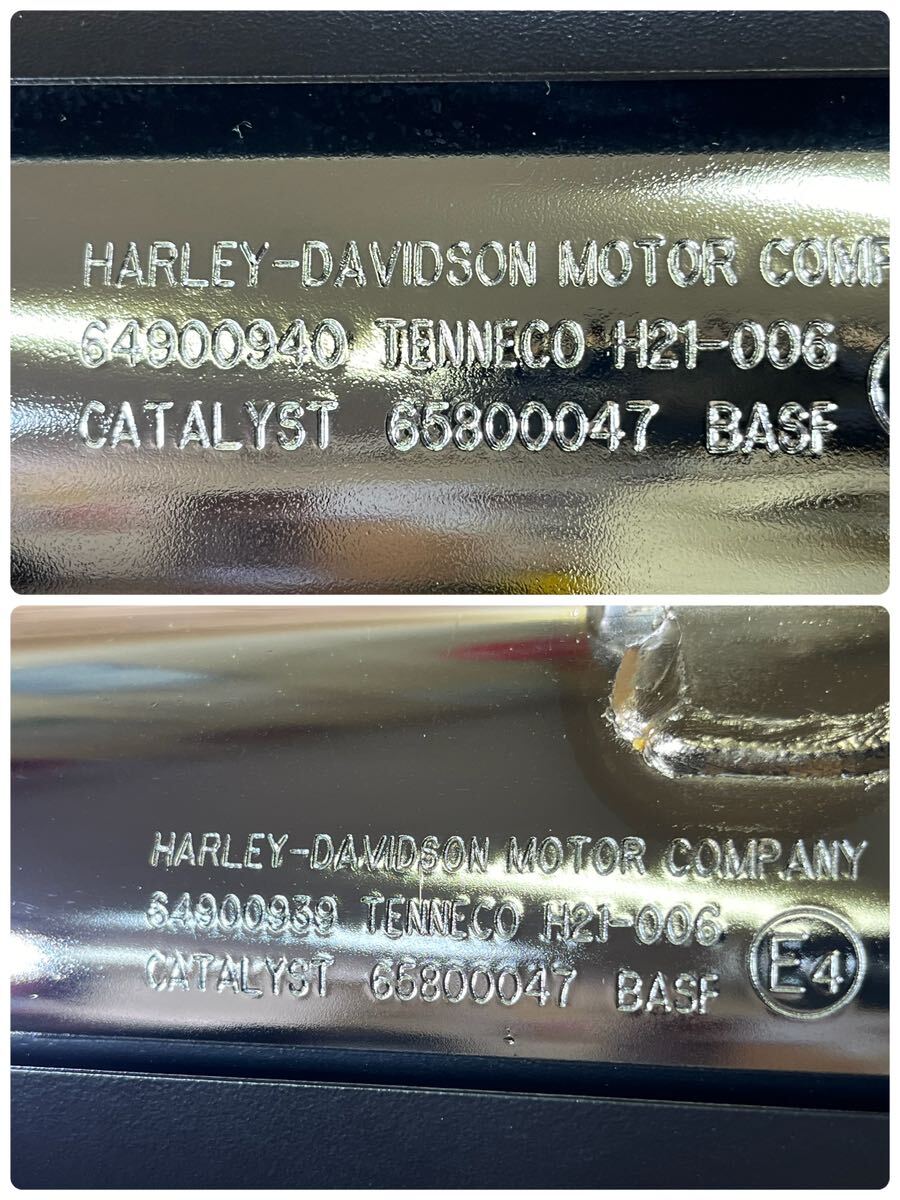 HARLEY-DAVIDSON MOTOR COMP
64900940 TENNECO H21-006
CATALYST 65800047 BASF
HARLEY-DAVIDSON MOTOR COMPANY
64900939 TENNECO H21-006
CATALYST 65800047 BASF
E4